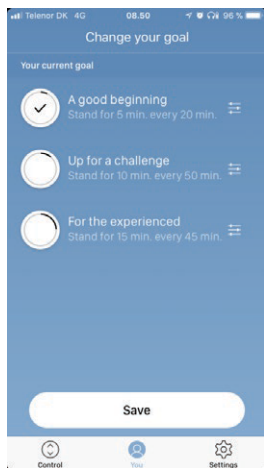 Telenor DK 4G 08.50 96 %
Change your goal
Your current goal
A good beginning
Stand for 5 min. every 20 min.
Up for a challenge
Stand for 10 min. every 50 min.
For the experienced
Stand for 15 min. every 45 min.
Save
Control You Settings